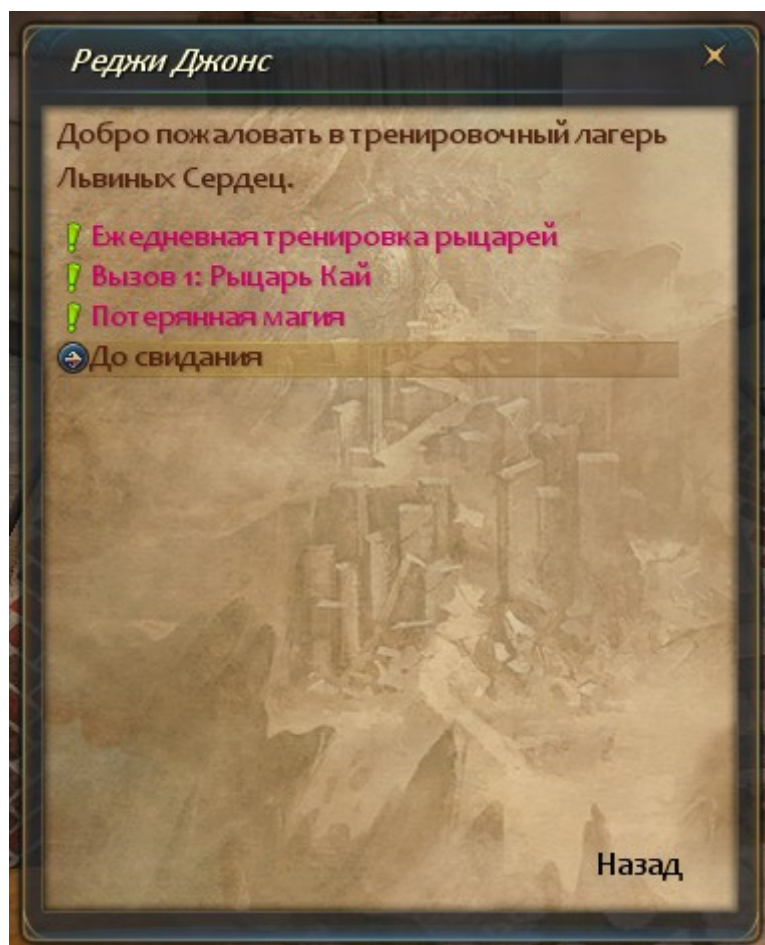 Реджи Джонс
Добро пожаловать в тренировочный лагерь
Львиных Сердец.
Ежедневная тренировка рыцарей
Вызов 1: Рыцарь Кай
Потерянная магия
До свидания
Назад